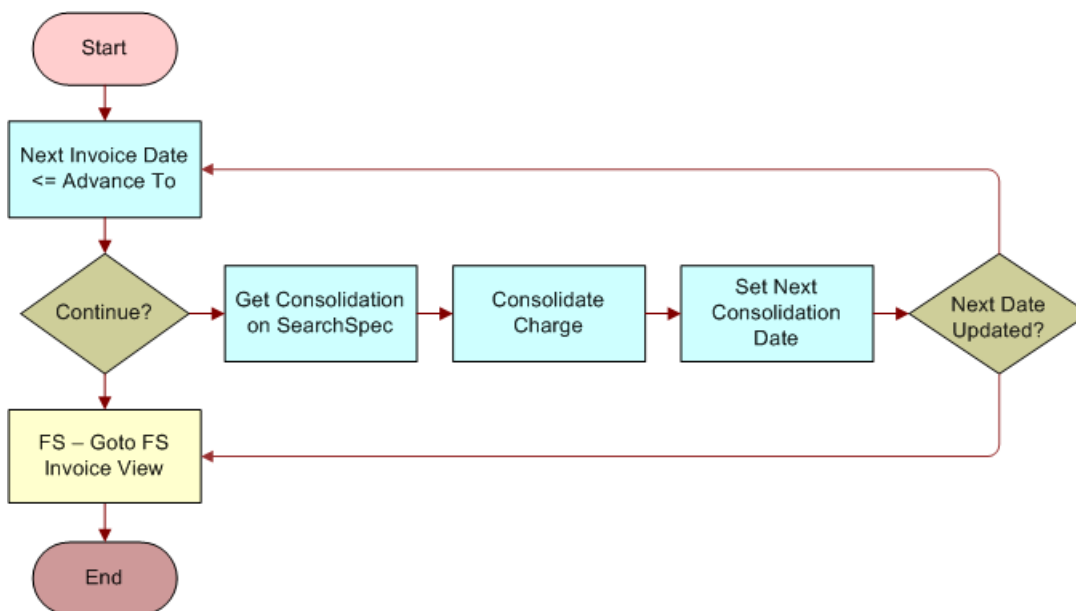 Start
Next Invoice Date
<= Advance To
Continue?
Get Consolidation
on SearchSpec
Consolidate
Charge
Set Next
Consolidation
Date
Next Date
Updated?
FS – Goto FS
Invoice View
End